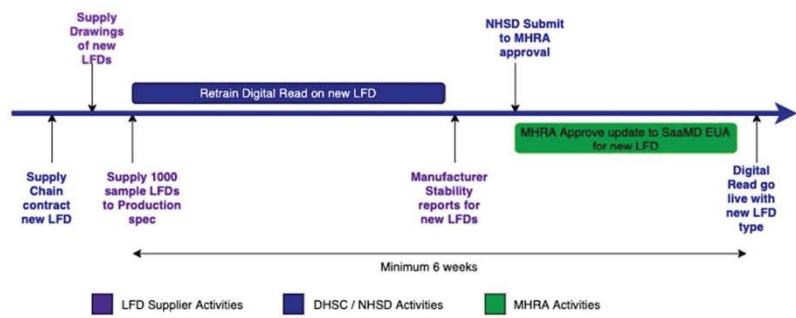 Supply
Drawings
of new
LFDs
NHSD Submit
to MHRA
approval
Retrain Digital Read on new LFD
MHRA Approve update to SaaMD EUA
for new LFD
Supply
Chain
contract
new LFD
Supply 1000
sample LFDs
to Production
spec
Manufacturer
Stability
reports for
new LFDs
Digital
Read go
live with
new LFD
type
Minimum 6 weeks
LFD Supplier Activities
DHSC / NHSD Activities
MHRA Activities